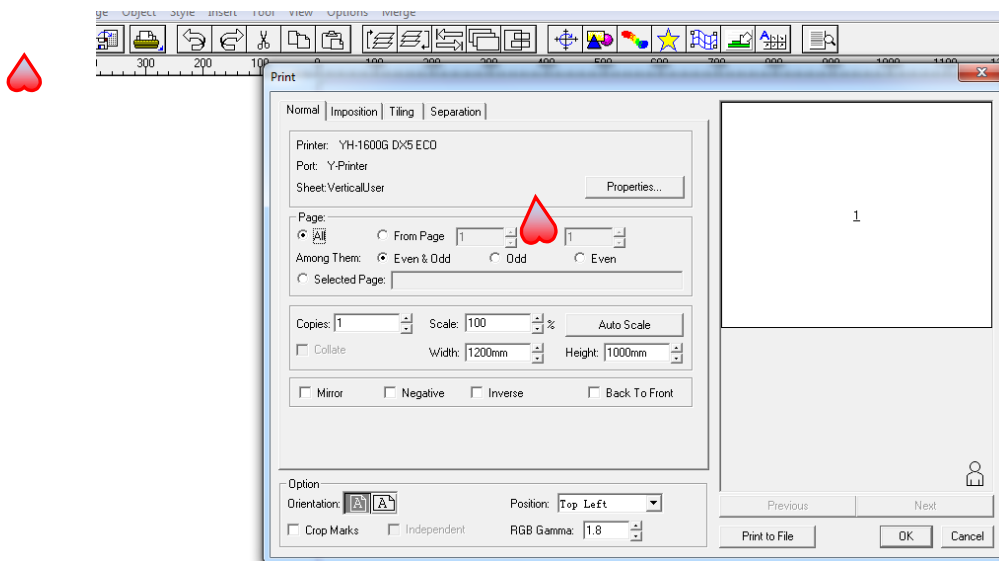 ge Object Style Insert Tool View Options Merge
300 200 100 0 100 200 300 400 500 600 700 800 900 1000 1100
Print
Normal Imposition Tiling Separation
Printer: YH-1600G DX5 ECO
Port: Y-Printer
Sheet:VerticalUser
Properties...
Page:
All From Page 1 1
Among Them: Even & Odd Odd Even
Selected Page:
Copies: 1 Scale: 100 % Auto Scale
Collate Width: 1200mm Height: 1000mm
Mirror Negative Inverse Back To Front
1
Option
Orientation: A A Position: Top Left
Crop Marks Independent RGB Gamma: 1.8
Previous Next
Print to File OK Cancel